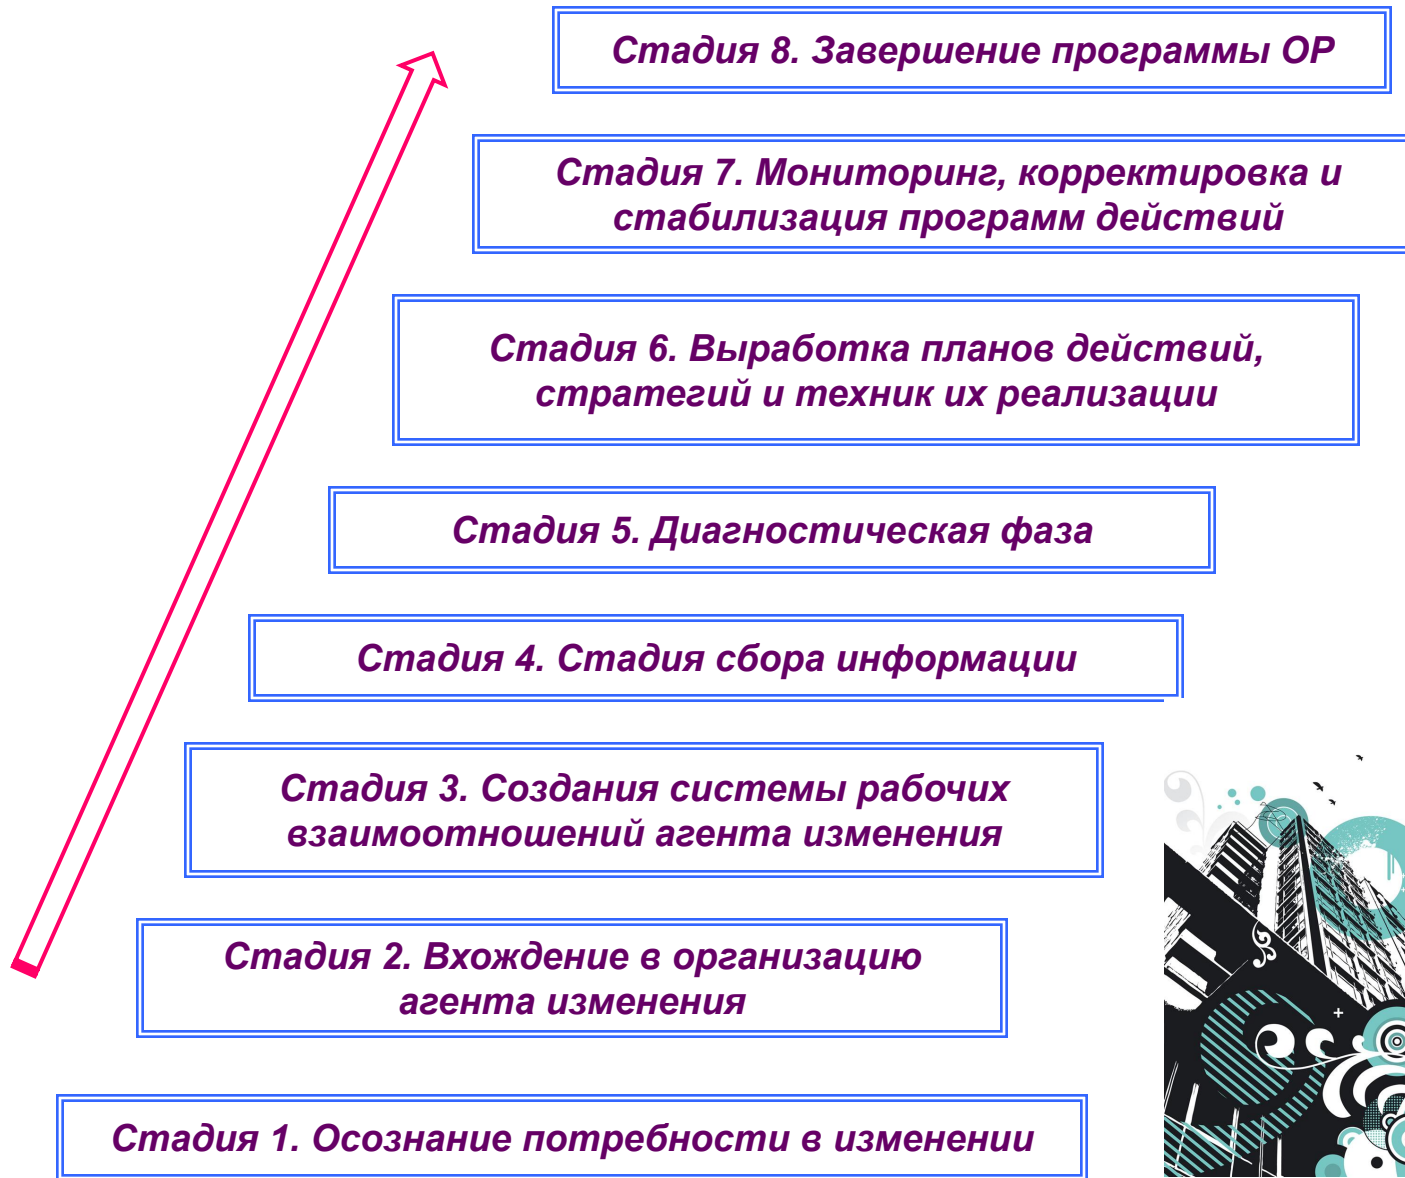 Стадия 8. Завершение программы ОР
Стадия 7. Мониторинг, корректировка и
стабилизация программ действий
Стадия 6. Выработка планов действий,
стратегий и техник их реализации
Стадия 5. Диагностическая фаза
Стадия 4. Стадия сбора информации
Стадия 3. Создания системы рабочих
взаимоотношений агента изменения
Стадия 2. Вхождение в организацию
агента изменения
Стадия 1. Осознание потребности в изменении